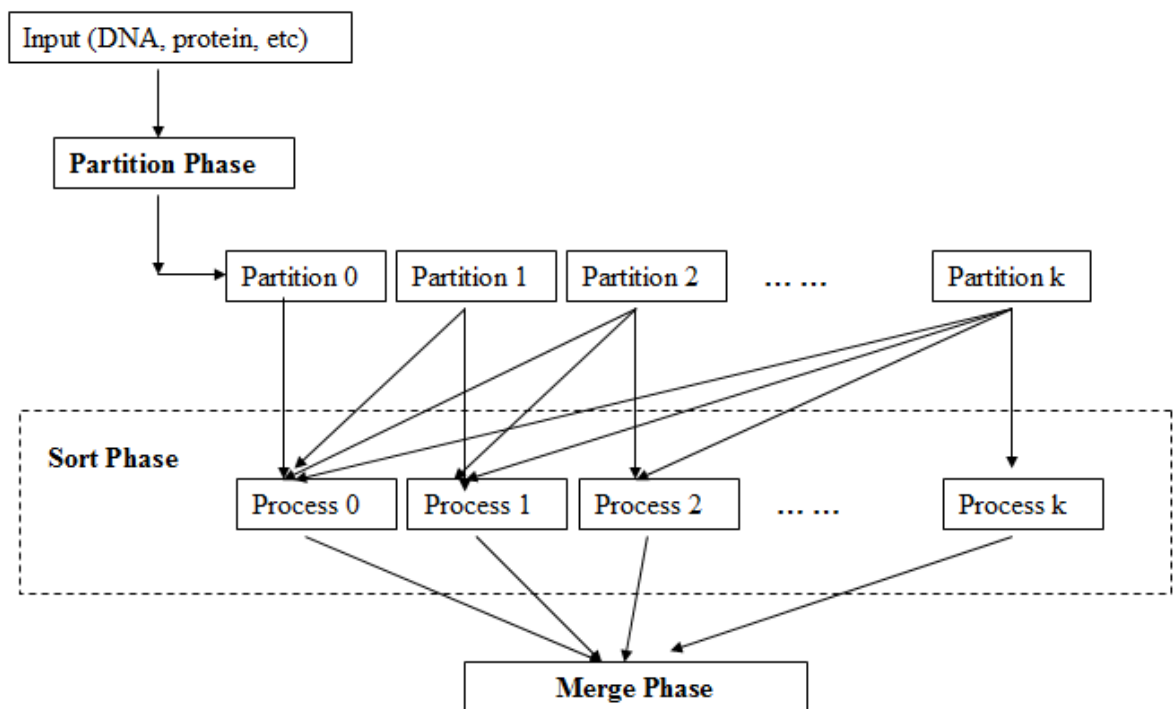 Input (DNA, protein, etc)
Partition Phase
Partition 0 Partition 1 Partition 2 ... ... Partition k
Sort Phase
Process 0 Process 1 Process 2 ... ... Process k
Merge Phase